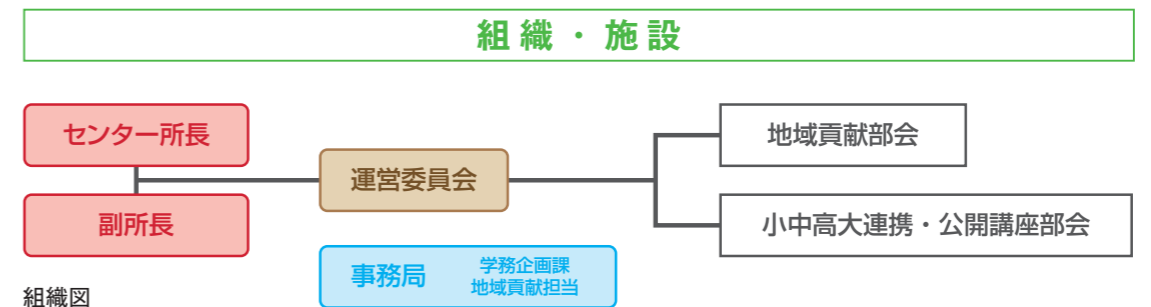 組織・施設
センター所長
副所長
運営委員会
事務局
学務企画課
地域貢献担当
地域貢献部会
小中高大連携・公開講座部会
組織図